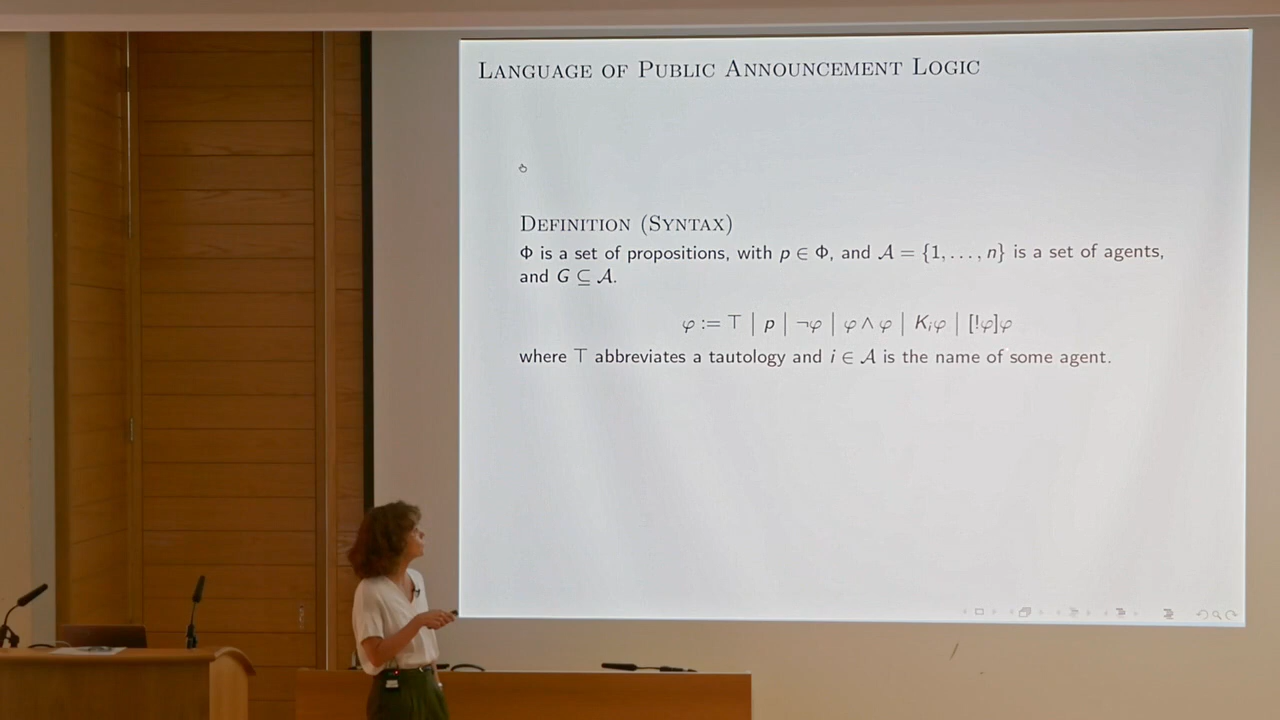 LANGUAGE OF PUBLIC ANNOUNCEMENT LOGIC
DEFINITION (SYNTAX)
Φ is a set of propositions, with p ∈ Φ, and 𝒜 = {1, . . . , n} is a set of agents,
and G ⊆ 𝒜.
φ := ⊤ | p | ¬φ | φ ∧ φ | Kᵢφ | [!φ]φ
where ⊤ abbreviates a tautology and i ∈ 𝒜 is the name of some agent.